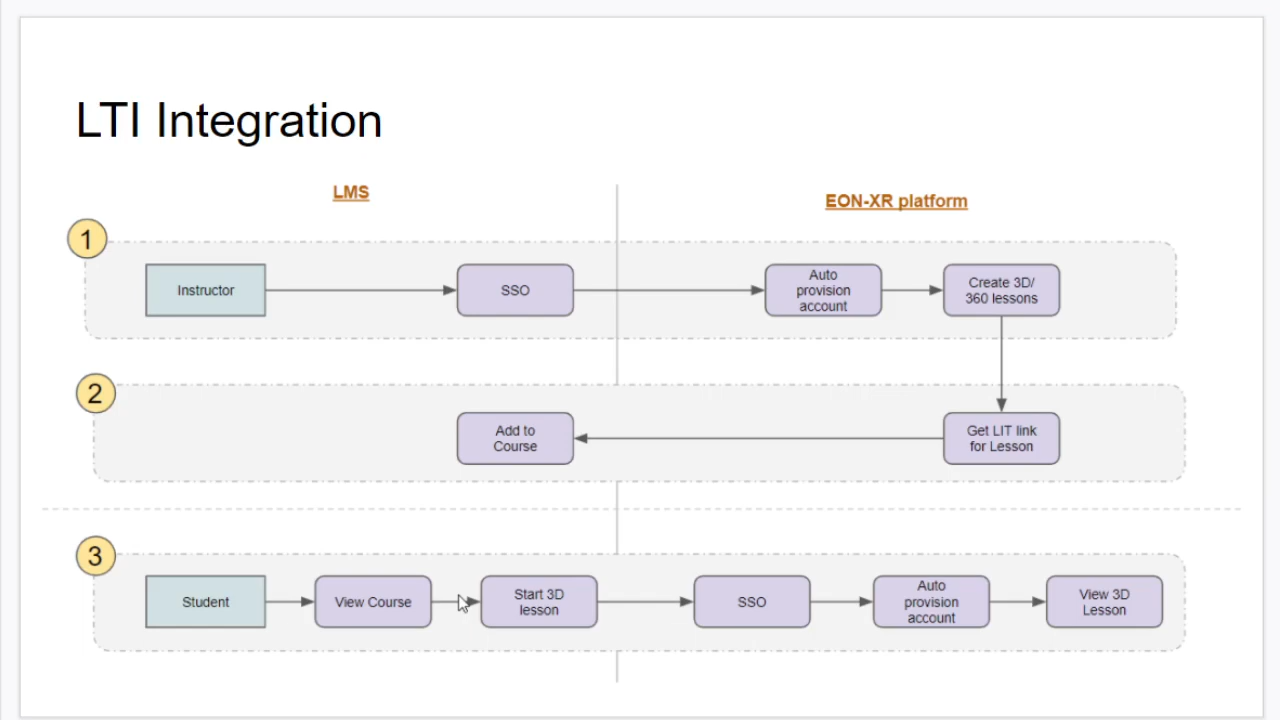 LTI Integration
LMS
EON-XR platform
1
Instructor
SSO
Auto
provision
account
Create 3D/
360 lessons
2
Add to
Course
Get LIT link
for Lesson
3
Student
View Course
Start 3D
lesson
SSO
Auto
provision
account
View 3D
Lesson